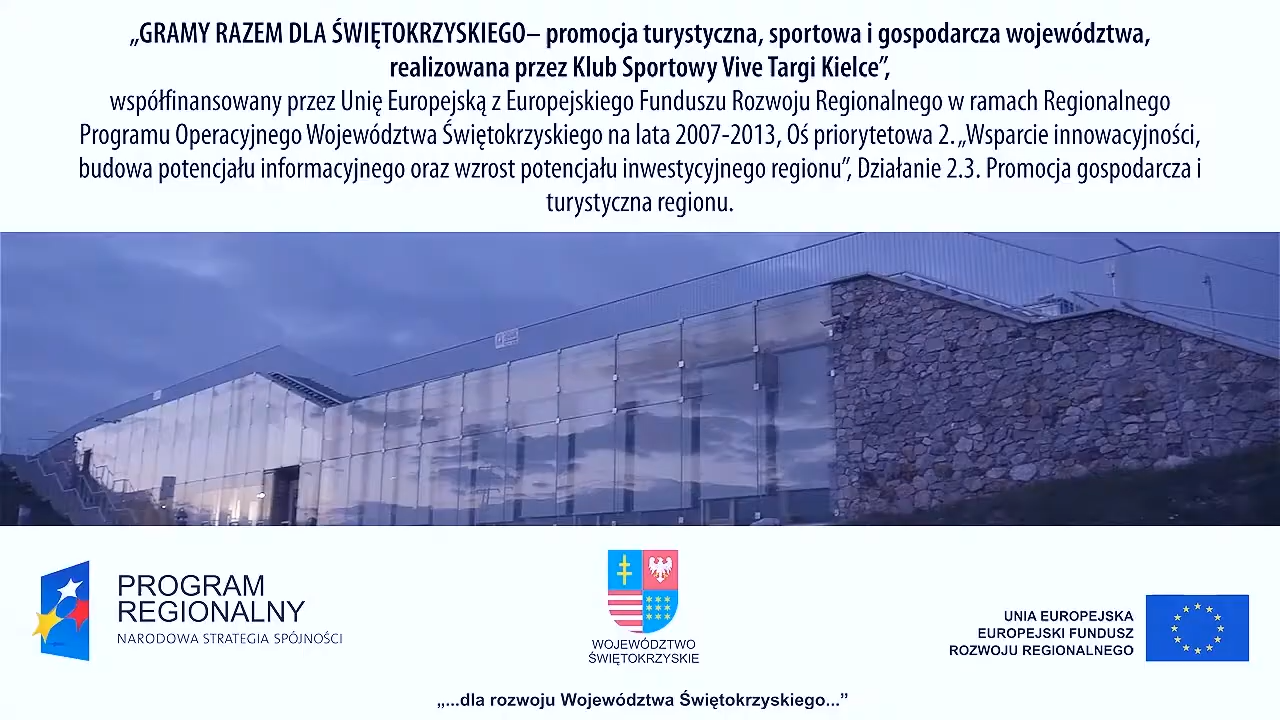 „GRAMY RAZEM DLA ŚWIĘTOKRZYSKIEGO– promocja turystyczna, sportowa i gospodarcza województwa,
realizowana przez Klub Sportowy Vive Targi Kielce”,
współfinansowany przez Unię Europejską z Europejskiego Funduszu Rozwoju Regionalnego w ramach Regionalnego
Programu Operacyjnego Województwa Świętokrzyskiego na lata 2007-2013, Oś priorytetowa 2. „Wsparcie innowacyjności,
budowa potencjału informacyjnego oraz wzrost potencjału inwestycyjnego regionu”, Działanie 2.3. Promocja gospodarcza i
turystyczna regionu.
PROGRAM
REGIONALNY
NARODOWA STRATEGIA SPÓJNOŚCI
WOJEWÓDZTWO
ŚWIĘTOKRZYSKIE
UNIA EUROPEJSKA
EUROPEJSKI FUNDUSZ
ROZWOJU REGIONALNEGO
„...dla rozwoju Województwa Świętokrzyskiego...”